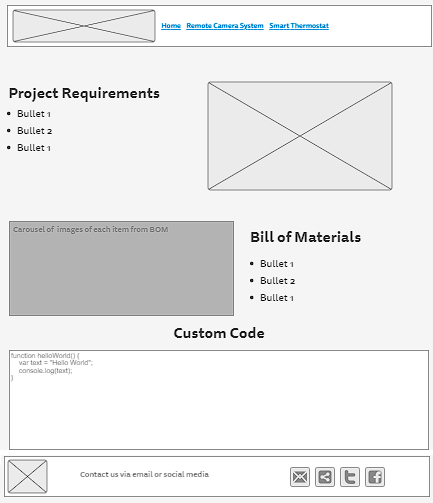 Home Remote Camera System Smart Thermostat
Project Requirements
Bullet 1
Bullet 2
Bullet 1
Carousel of images of each item from BOM
Bill of Materials
Bullet 1
Bullet 2
Bullet 1
Custom Code
function helloWorld() {
var text = "Hello World";
console.log(text);
}
Contact us via email or social media